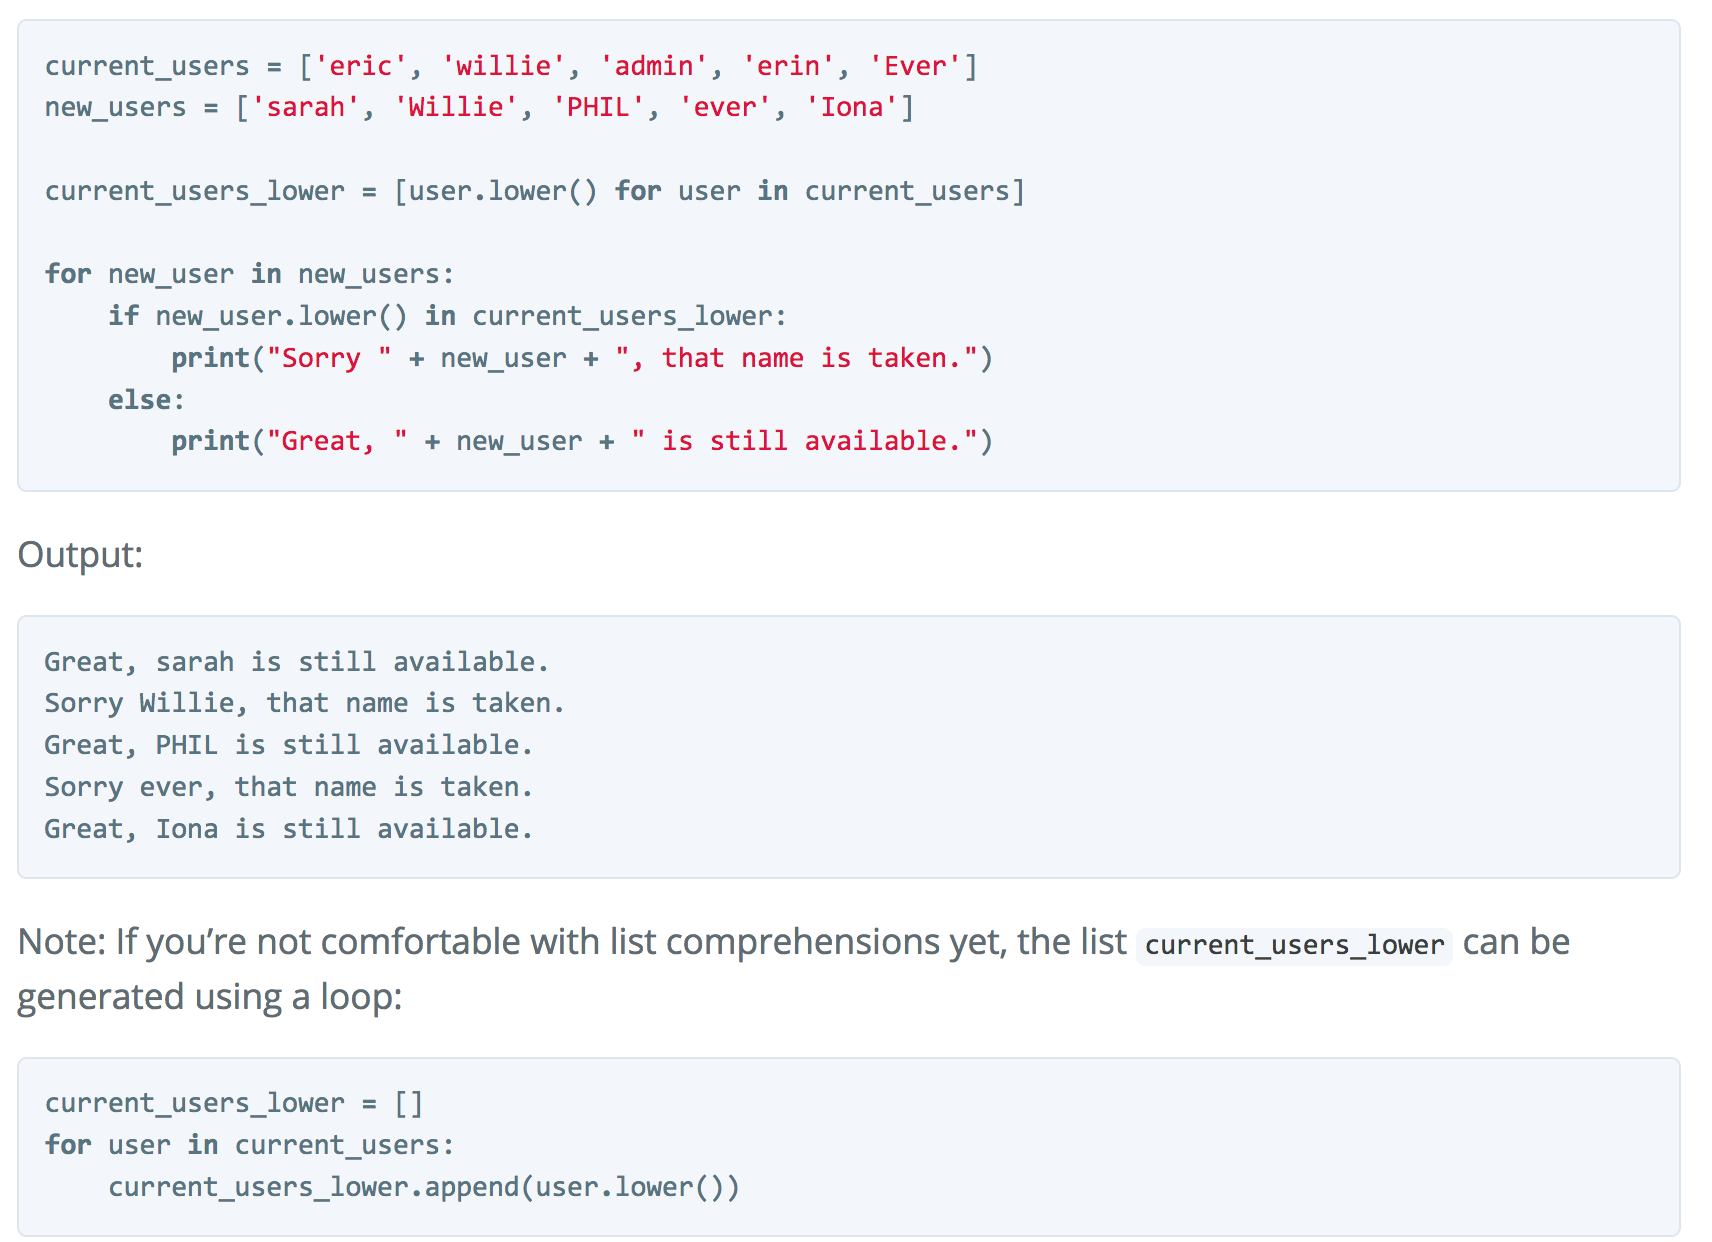 current_users = ['eric', 'willie', 'admin', 'erin', 'Ever']
new_users = ['sarah', 'Willie', 'PHIL', 'ever', 'Iona']
current_users_lower = [user.lower() for user in current_users]
for new_user in new_users:
    if new_user.lower() in current_users_lower:
        print("Sorry " + new_user + ", that name is taken.")
    else:
        print("Great, " + new_user + " is still available.")
Output:
Great, sarah is still available.
Sorry Willie, that name is taken.
Great, PHIL is still available.
Sorry ever, that name is taken.
Great, Iona is still available.
Note: If you’re not comfortable with list comprehensions yet, the list current_users_lower can be
generated using a loop:
current_users_lower = []
for user in current_users:
    current_users_lower.append(user.lower())